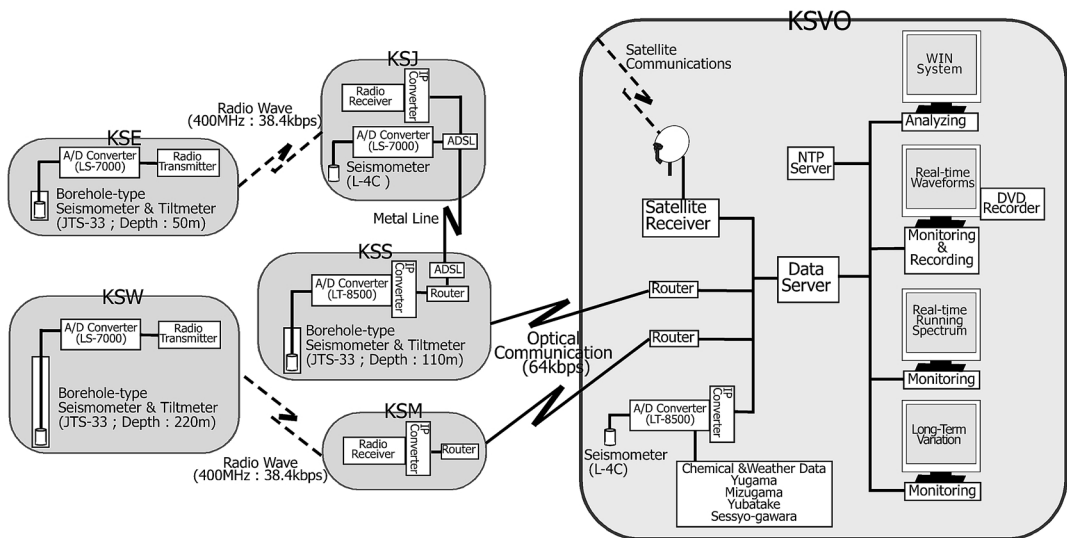 KSE
A/D Converter
(LS-7000)
Radio
Transmitter
Borehole-type
Seismometer & Tiltmeter
(JTS-33 ; Depth : 50m)
Radio Wave
(400MHz : 38.4kbps)
KSJ
Radio
Receiver
IP
Converter
A/D Converter
(LS-7000)
ADSL
Seismometer
(L-4C )
Metal Line
KSS
A/D Converter
(LT-8500)
IP
Converter
ADSL
Router
Borehole-type
Seismometer & Tiltmeter
(JTS-33 ; Depth : 110m)
KSW
A/D Converter
(LS-7000)
Radio
Transmitter
Borehole-type
Seismometer & Tiltmeter
(JTS-33 ; Depth : 220m)
Radio Wave
(400MHz : 38.4kbps)
KSM
Radio
Receiver
IP
Converter
Router
Optical
Communication
(64kbps)
KSVO
Satellite
Communications
Satellite
Receiver
Router
Router
A/D Converter
(LT-8500)
IP
Converter
Seismometer
(L-4C)
Chemical &Weather Data
Yugama
Mizugama
Yubatake
Sessyo-gawara
Data
Server
NTP
Server
WIN
System
Analyzing
Real-time
Waveforms
DVD
Recorder
Monitoring
&
Recording
Real-time
Running
Spectrum
Monitoring
Long-Term
Variation
Monitoring